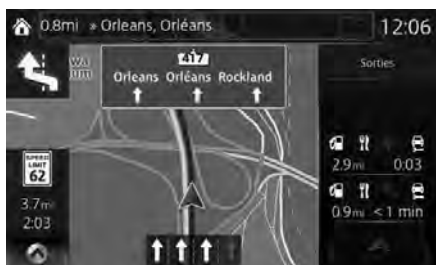 0.8mi » Orleans, Orléans
12:06
417
Orleans Orléans Rockland
Sorties
SPEED
LIMIT
62
3.7mi
2:03
2.9mi 0:03
0.9mi <1 min